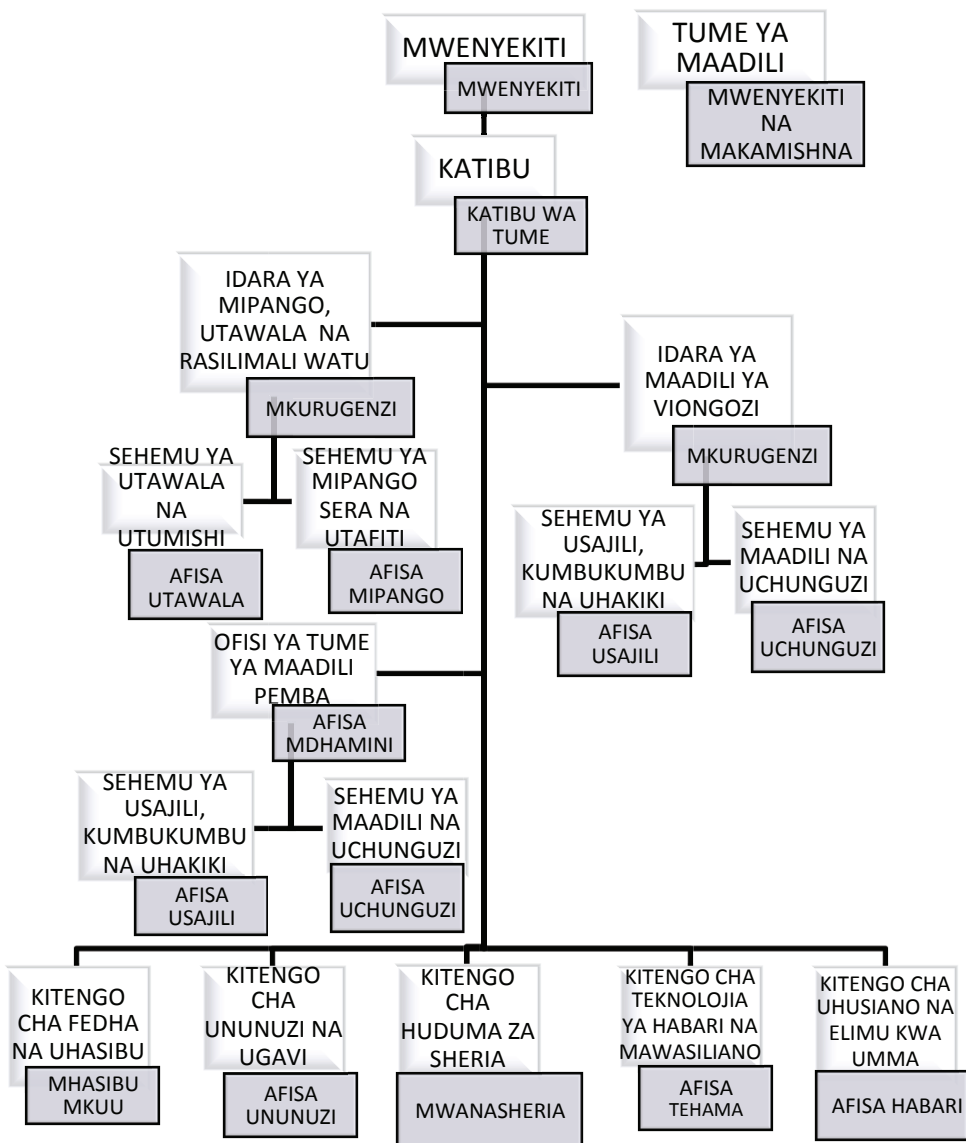 MWENYEKITI
MWENYEKITI
TUME YA
MAADILI
MWENYEKITI
NA
MAKAMISHNA
KATIBU
KATIBU WA
TUME
IDARA YA
MIPANGO,
UTAWALA NA
RASILIMALI WATU
MKURUGENZI
IDARA YA
MAADILI YA
VIONGOZI
MKURUGENZI
SEHEMU YA
UTAWALA
NA
UTUMISHI
AFISA
UTAWALA
SEHEMU YA
MIPANGO
SERA NA
UTAFITI
AFISA
MIPANGO
SEHEMU YA
USAJILI,
KUMBUKUMBU
NA UHAKIKI
AFISA
USAJILI
SEHEMU YA
MAADILI NA
UCHUNGUZI
AFISA
UCHUNGUZI
OFISI YA TUME
YA MAADILI
PEMBA
AFISA
MDHAMINI
SEHEMU YA
USAJILI,
KUMBUKUMBU
NA UHAKIKI
AFISA
USAJILI
SEHEMU YA
MAADILI NA
UCHUNGUZI
AFISA
UCHUNGUZI
KITENGO
CHA FEDHA
NA UHASIBU
MHASIBU
MKUU
KITENGO
CHA
UNUNUZI NA
UGAVI
AFISA
UNUNUZI
KITENGO
CHA
HUDUMA ZA
SHERIA
MWANASHERIA
KITENGO CHA
TEKNOLOJIA
YA HABARI NA
MAWASILIANO
AFISA
TEHAMA
KITENGO CHA
UHUSIANO NA
ELIMU KWA
UMMA
AFISA HABARI